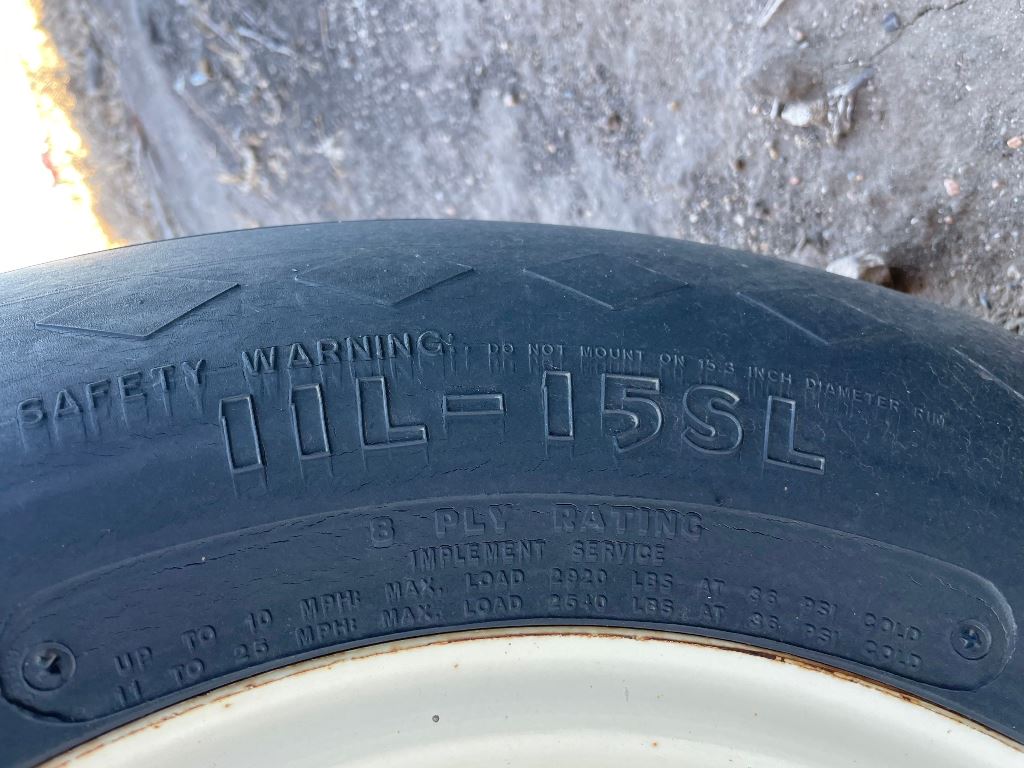 SAFETY WARNING: DO NOT MOUNT ON 15.3 INCH DIAMETER RIM
11L-15SL
8 PLY RATING
IMPLEMENT SERVICE
UP TO 10 MPH: MAX. LOAD 2920 LBS AT 36 PSI COLD
11 TO 25 MPH: MAX. LOAD 2540 LBS. AT 36 PSI COLD